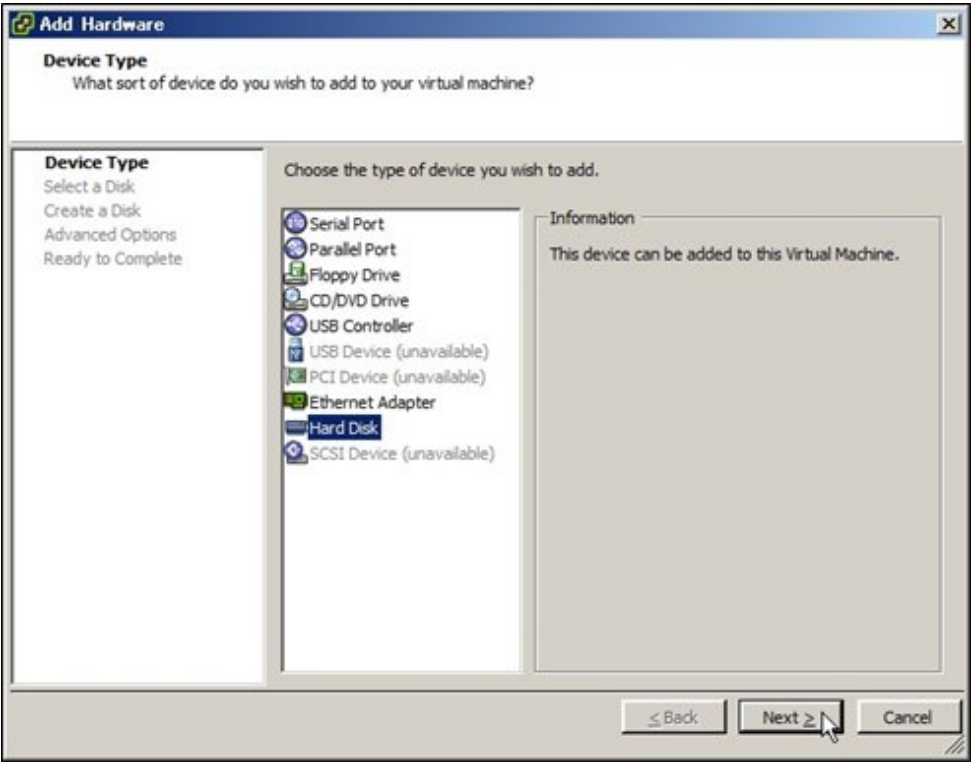 Add Hardware
Device Type
What sort of device do you wish to add to your virtual machine?
Device Type
Select a Disk
Create a Disk
Advanced Options
Ready to Complete
Choose the type of device you wish to add.
Serial Port
Parallel Port
Floppy Drive
CD/DVD Drive
USB Controller
USB Device (unavailable)
PCI Device (unavailable)
Ethernet Adapter
Hard Disk
SCSI Device (unavailable)
Information
This device can be added to this Virtual Machine.
< Back
Next >
Cancel